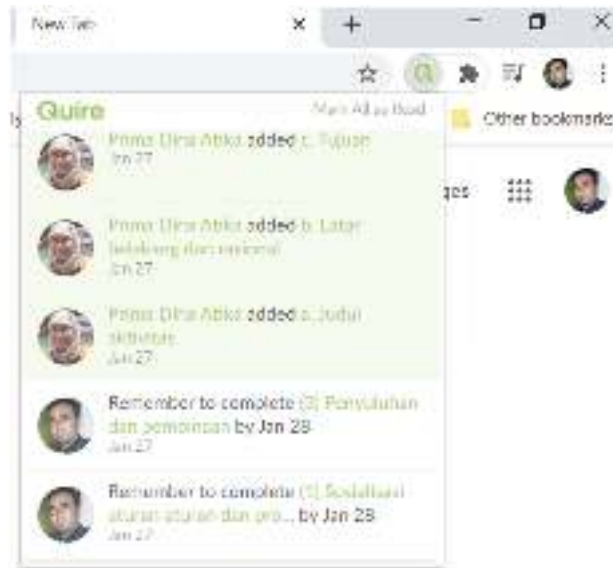 New Tab
Quire
Mark All as Read
Other bookmarks
Prima Dina Atika added c. Tujuan
Jan 27
ges
Prima Dina Atika added b. Latar
belakang dan rasional
Jan 27
Prima Dina Atika added a. Judul
aktivitas
Jan 27
Remember to complete (3) Penyuluhan
dan pembinaan by Jan 28
Jan 27
Remember to complete (1) Sosialisasi
aturan aturan dan pro... by Jan 28
Jan 27